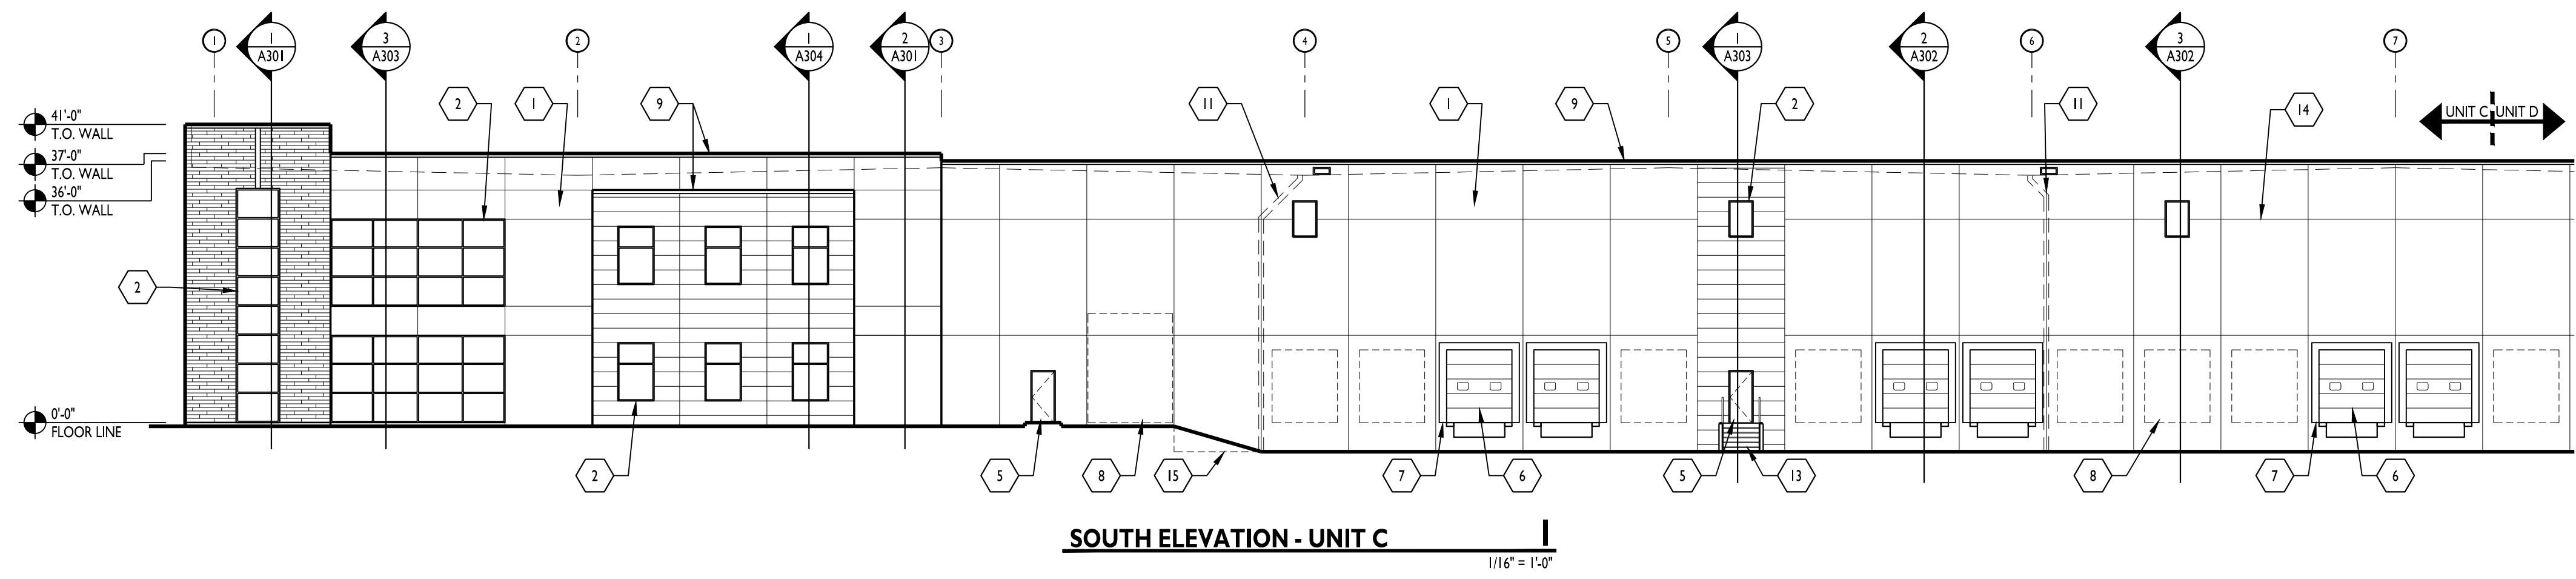 1 1 A301 3 A303 2 1 A304 2 A301 3 4 5 1 A303 2 A302 6 3 A302 7
2 1 9 11 1 9 2 11 14
UNIT C UNIT D
41'-0"
T.O. WALL
37'-0"
T.O. WALL
36'-0"
T.O. WALL
2
0'-0"
FLOOR LINE
2 5 8 15 7 6 5 13 8 7 6
SOUTH ELEVATION - UNIT C 1
1/16" = 1'-0"